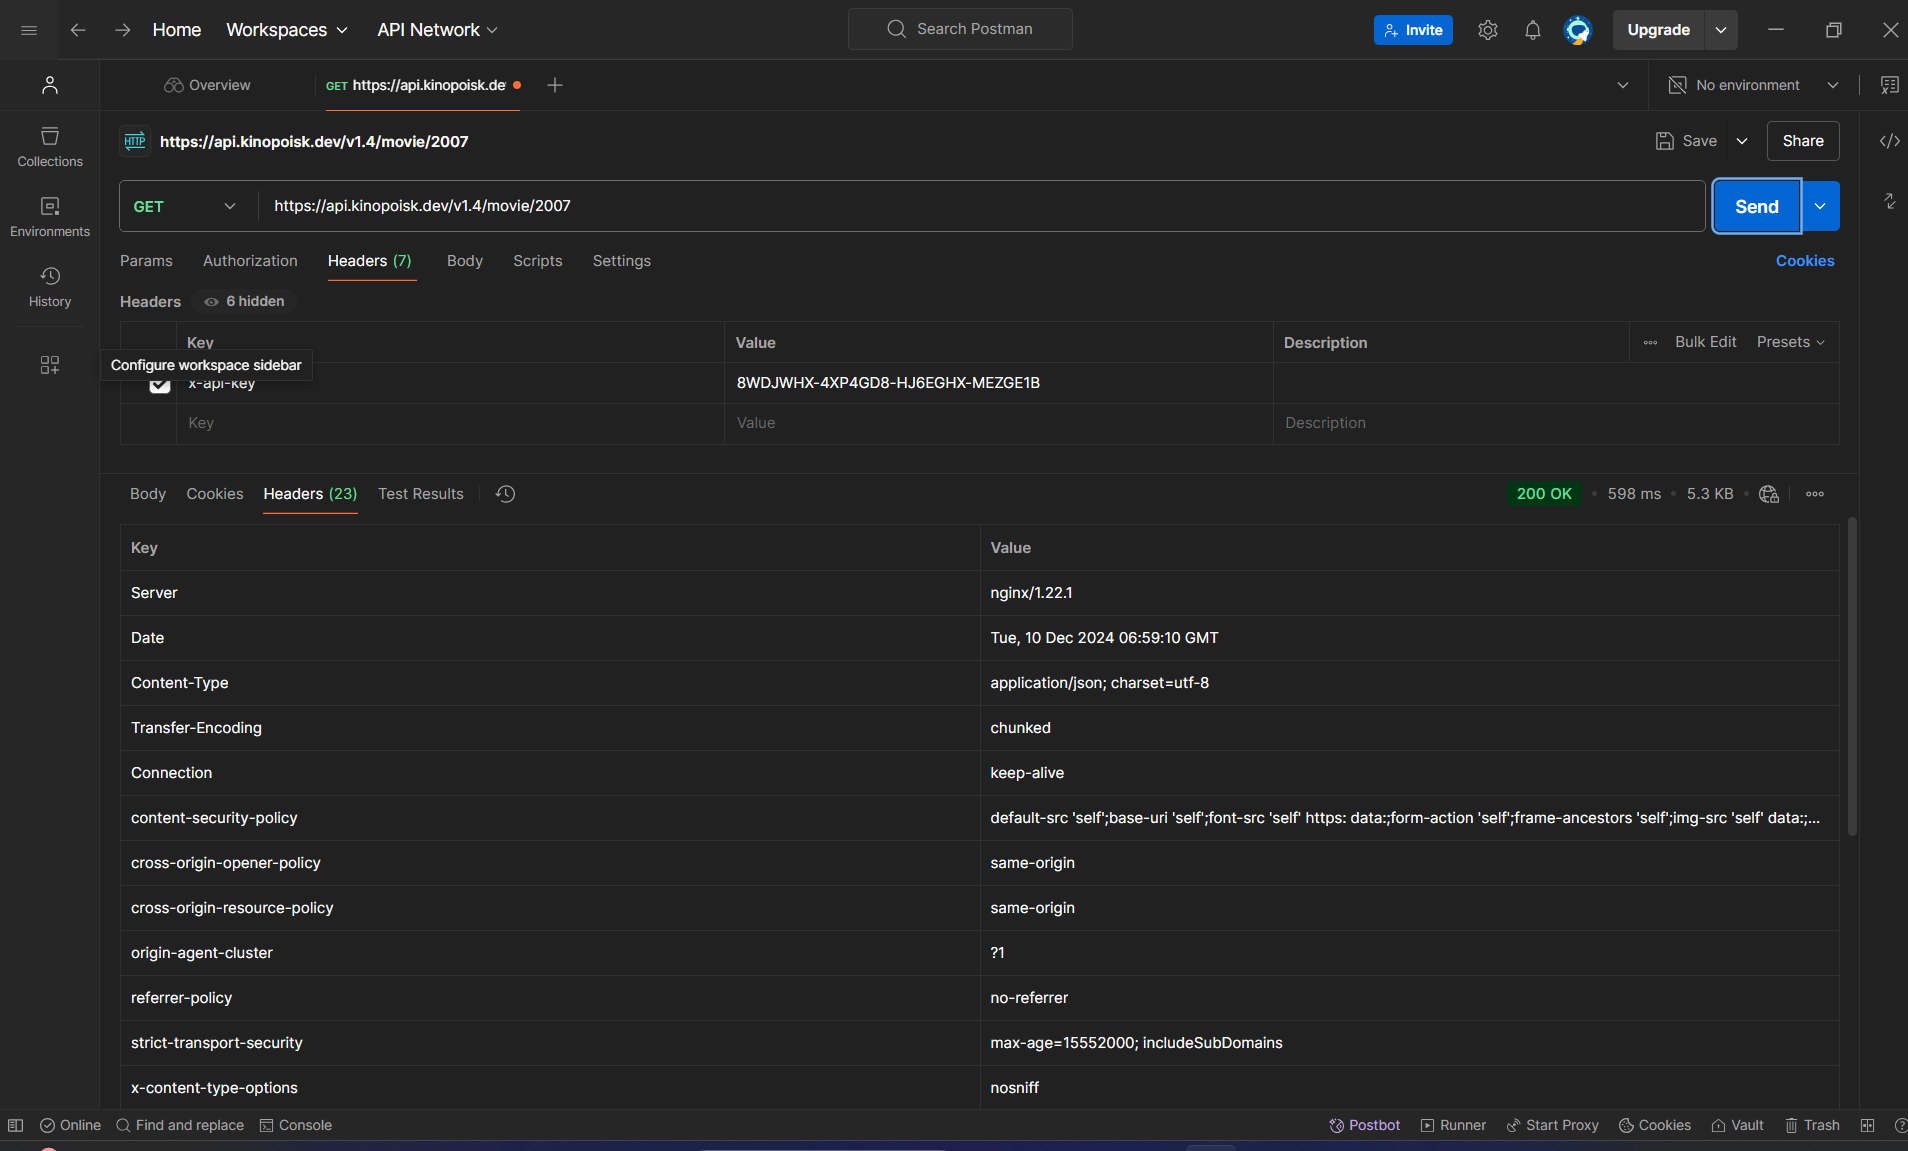 Home Workspaces API Network Search Postman Invite Upgrade
Overview GET https://api.kinopoisk.de No environment
HTTP https://api.kinopoisk.dev/v1.4/movie/2007 Save Share
Collections
GET https://api.kinopoisk.dev/v1.4/movie/2007 Send
Environments
Params Authorization Headers (7) Body Scripts Settings Cookies
History
Headers 6 hidden
Key Value Description Bulk Edit Presets
Configure workspace sidebar
x-api-key 8WDJWHX-4XP4GD8-HJ6EGHX-MEZGE1B
Key Value Description
Body Cookies Headers (23) Test Results 200 OK 598 ms 5.3 KB
Key Value
Server nginx/1.22.1
Date Tue, 10 Dec 2024 06:59:10 GMT
Content-Type application/json; charset=utf-8
Transfer-Encoding chunked
Connection keep-alive
content-security-policy default-src 'self';base-uri 'self';font-src 'self' https: data:;form-action 'self';frame-ancestors 'self';img-src 'self' data:;...
cross-origin-opener-policy same-origin
cross-origin-resource-policy same-origin
origin-agent-cluster ?1
referrer-policy no-referrer
strict-transport-security max-age=15552000; includeSubDomains
x-content-type-options nosniff
Online Find and replace Console Postbot Runner Start Proxy Cookies Vault Trash